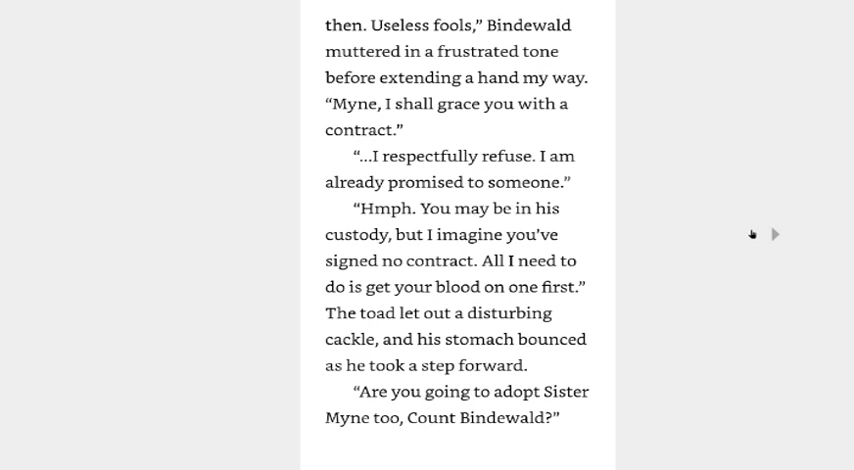 then. Useless fools,” Bindewald
muttered in a frustrated tone
before extending a hand my way.
“Myne, I shall grace you with a
contract.”
“...I respectfully refuse. I am
already promised to someone.”
“Hmph. You may be in his
custody, but I imagine you’ve
signed no contract. All I need to
do is get your blood on one first.”
The toad let out a disturbing
cackle, and his stomach bounced
as he took a step forward.
“Are you going to adopt Sister
Myne too, Count Bindewald?”